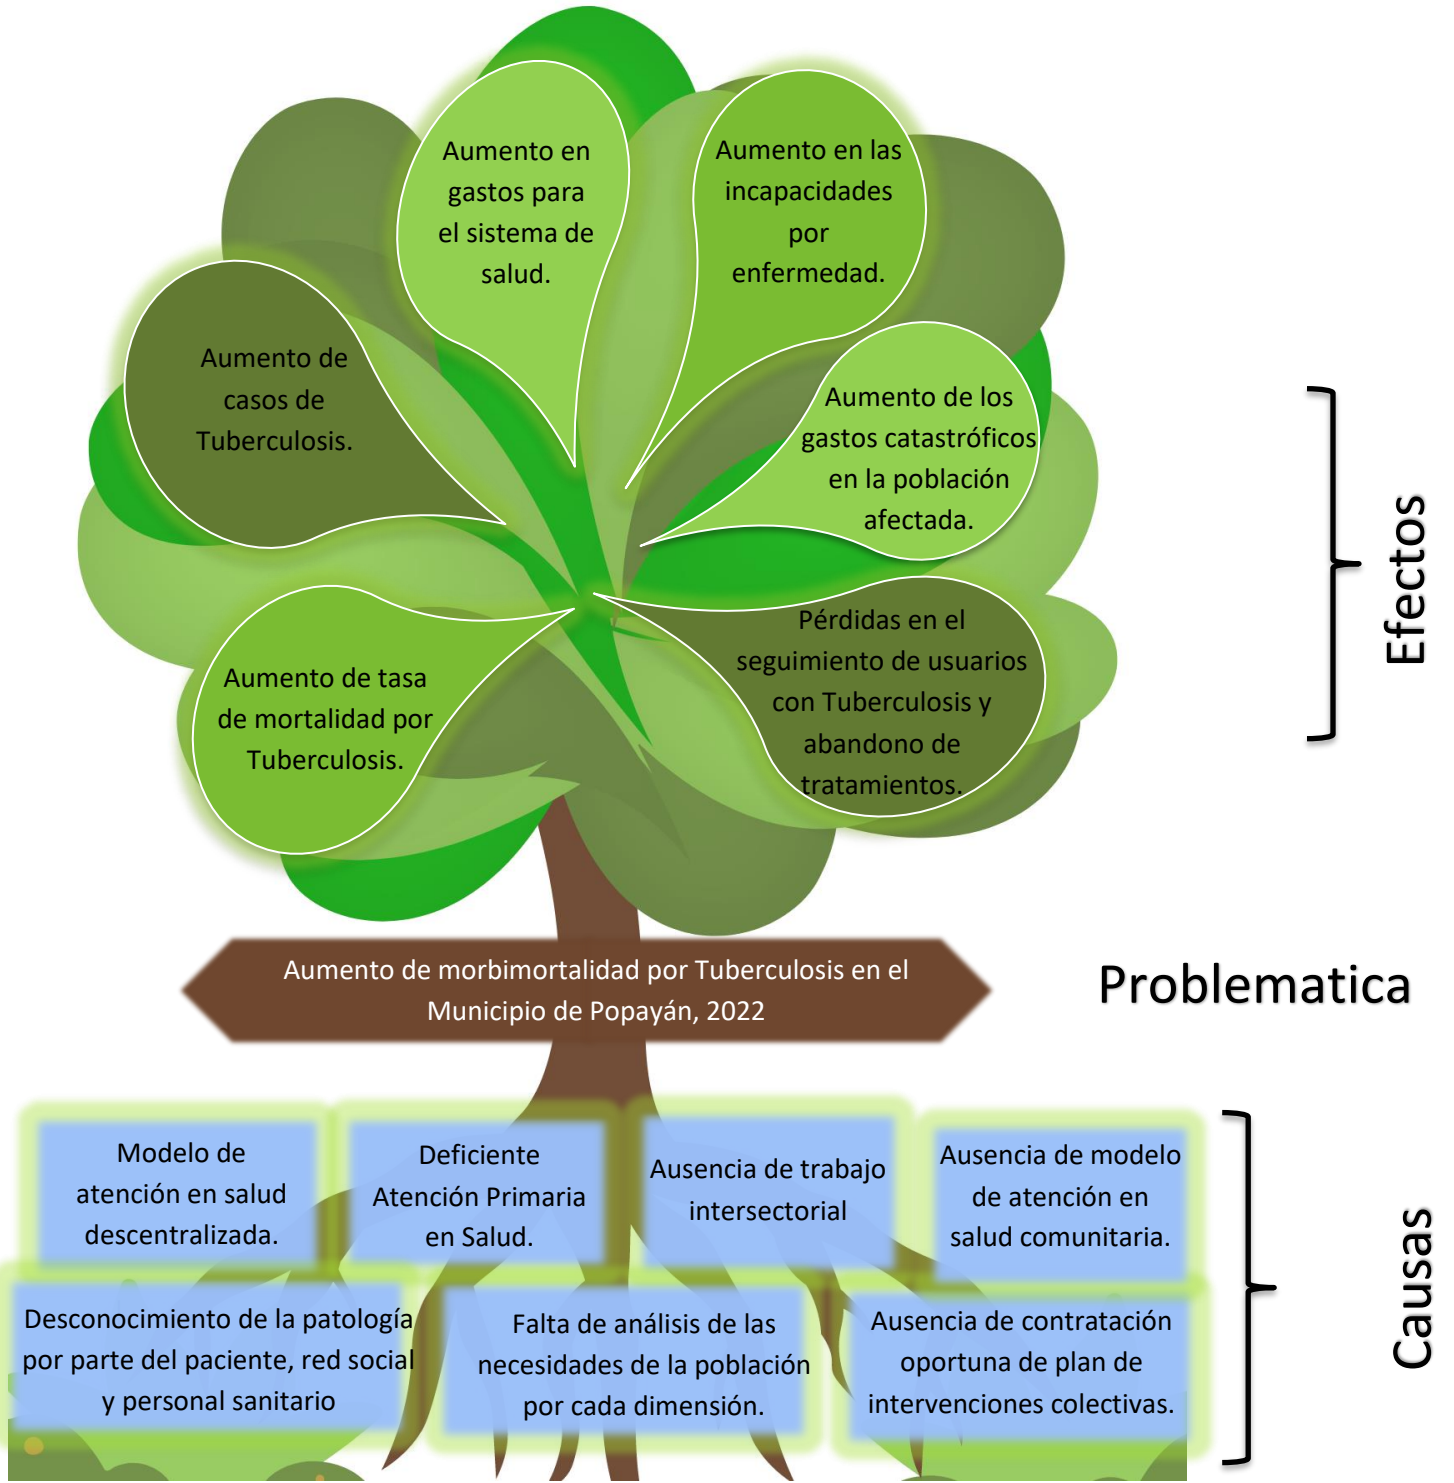 Aumento en
gastos para
el sistema de
salud.
Aumento en las
incapacidades
por
enfermedad.
Aumento de
casos de
Tuberculosis.
Aumento de los
gastos catastróficos
en la población
afectada.
Aumento de tasa
de mortalidad por
Tuberculosis.
Pérdidas en el
seguimiento de usuarios
con Tuberculosis y
abandono de
tratamientos.
Efectos
Aumento de morbimortalidad por Tuberculosis en el
Municipio de Popayán, 2022
Problematica
Modelo de
atención en salud
descentralizada.
Deficiente
Atención Primaria
en Salud.
Ausencia de trabajo
intersectorial
Ausencia de modelo
de atención en
salud comunitaria.
Desconocimiento de la patología
por parte del paciente, red social
y personal sanitario
Falta de análisis de las
necesidades de la población
por cada dimensión.
Ausencia de contratación
oportuna de plan de
intervenciones colectivas.
Causas